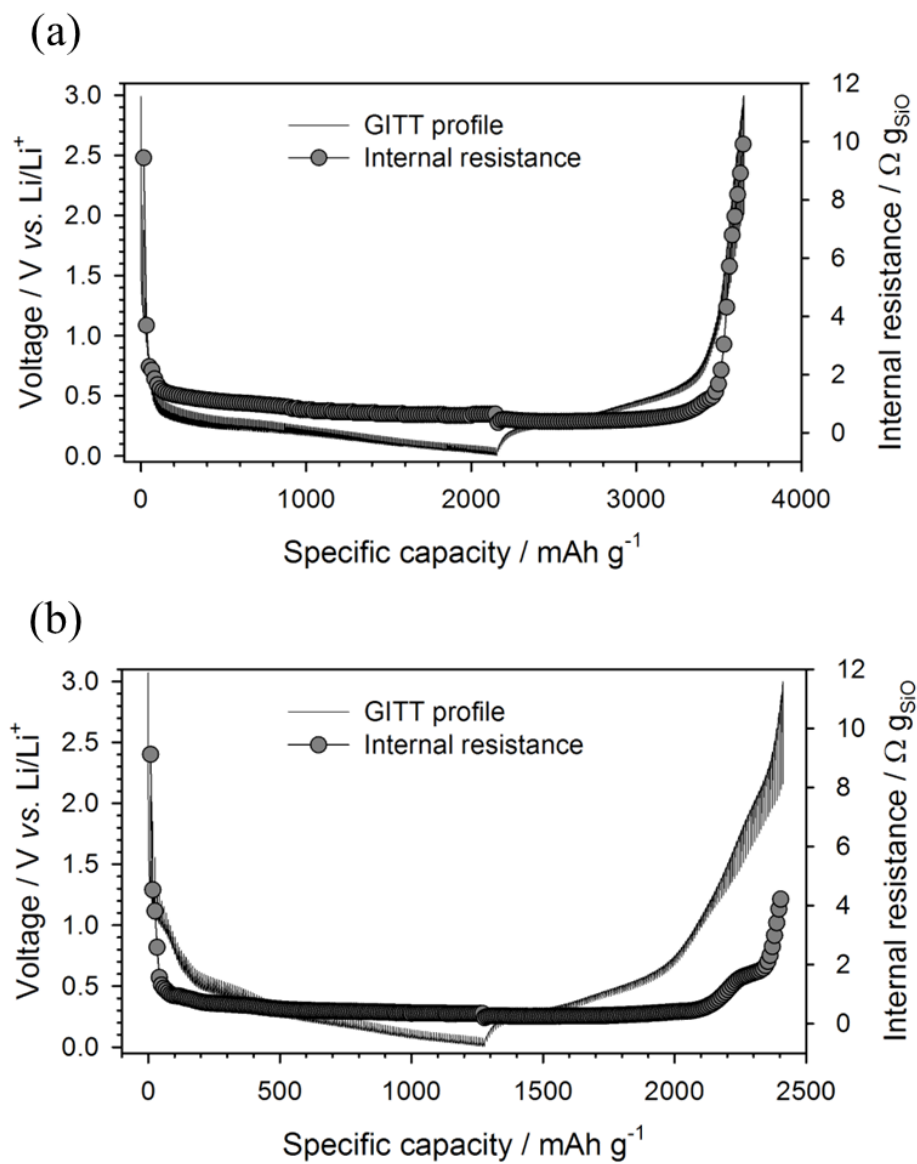 (a)
GITT profile
Internal resistance
Voltage / V vs. Li/Li⁺
3.0
2.5
2.0
1.5
1.0
0.5
0.0
12
10
8
6
4
2
0
Internal resistance / Ω g_SiO
0 1000 2000 3000 4000
Specific capacity / mAh g⁻¹
(b)
GITT profile
Internal resistance
Voltage / V vs. Li/Li⁺
3.0
2.5
2.0
1.5
1.0
0.5
0.0
12
10
8
6
4
2
0
Internal resistance / Ω g_SiO
0 500 1000 1500 2000 2500
Specific capacity / mAh g⁻¹